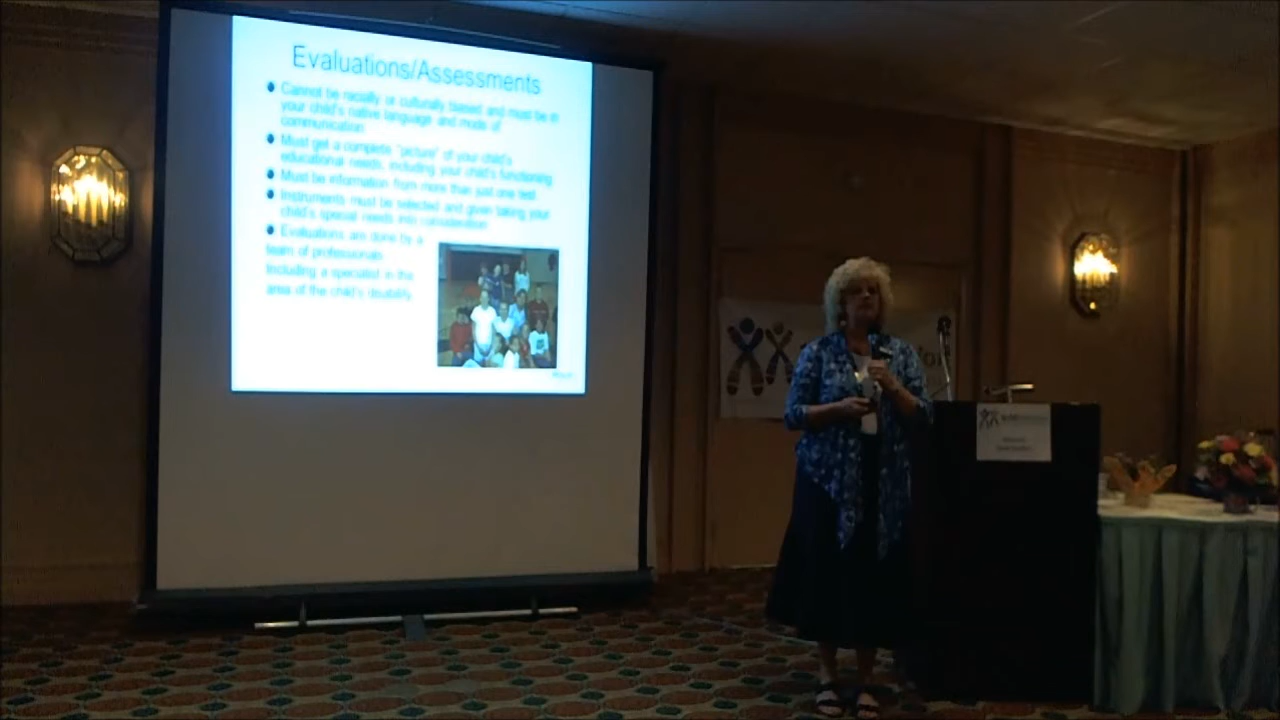 Evaluations/Assessments
Cannot be racially or culturally biased and must be in
your child's native language and mode of
communication
Must get a complete "picture" of your child's
educational needs, including your child's functioning
Must be information from more than just one test
Instruments must be selected and given taking your
child's special needs into consideration
Evaluations are done by a
team of professionals
including a specialist in the
area of the child's disability